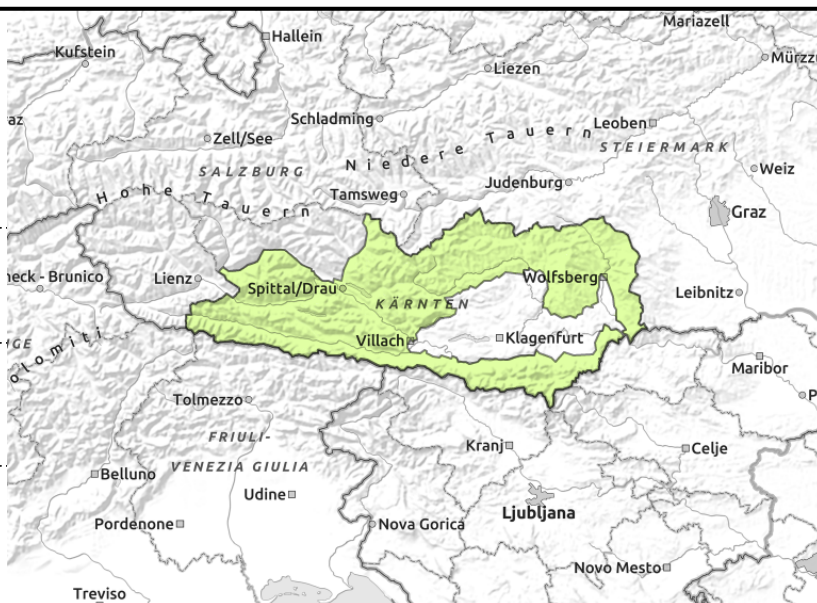 Mariazell
Hallein
Kufstein
Mürzzu
Liezen
Schladming
Leoben
Niedere Tauern
STEIERMARK
Zell/See
SALZBURG
Weiz
Tamsweg
Judenburg
Hohe Tauern
Graz
Lienz
neck - Brunico
Wolfsberg
Spittal/Drau
KÄRNTEN
Leibnitz
Villach
Klagenfurt
olomiti
Maribor
Tolmezzo
FRIULI-
VENEZIA GIULIA
Kranj
Celje
Belluno
Udine
Ljubljana
Pordenone
Nova Gorica
Novo Mesto
Treviso